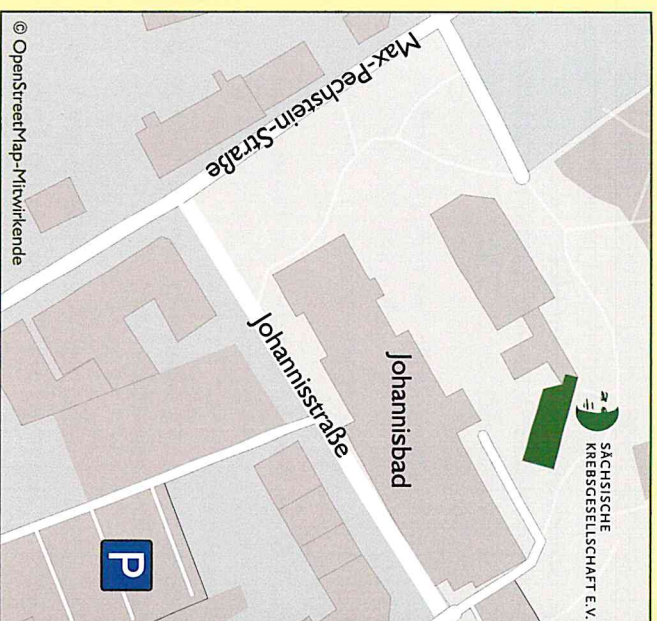 SÄCHSISCHE
KREBSGESELLSCHAFT E.V.
Johannisbad
Johannisstraße
Max-Pechstein-Straße
P
© OpenStreetMap-Mitwirkende